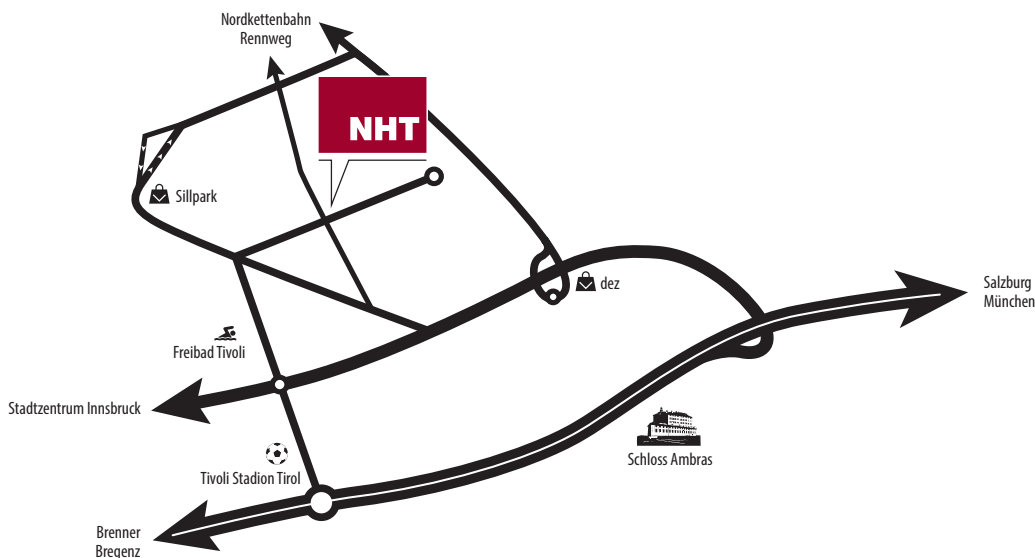 Nordkettenbahn
Rennweg
NHT
Sillpark
dez
Salzburg
München
Freibad Tivoli
Stadtzentrum Innsbruck
Schloss Ambras
Tivoli Stadion Tirol
Brenner
Bregenz